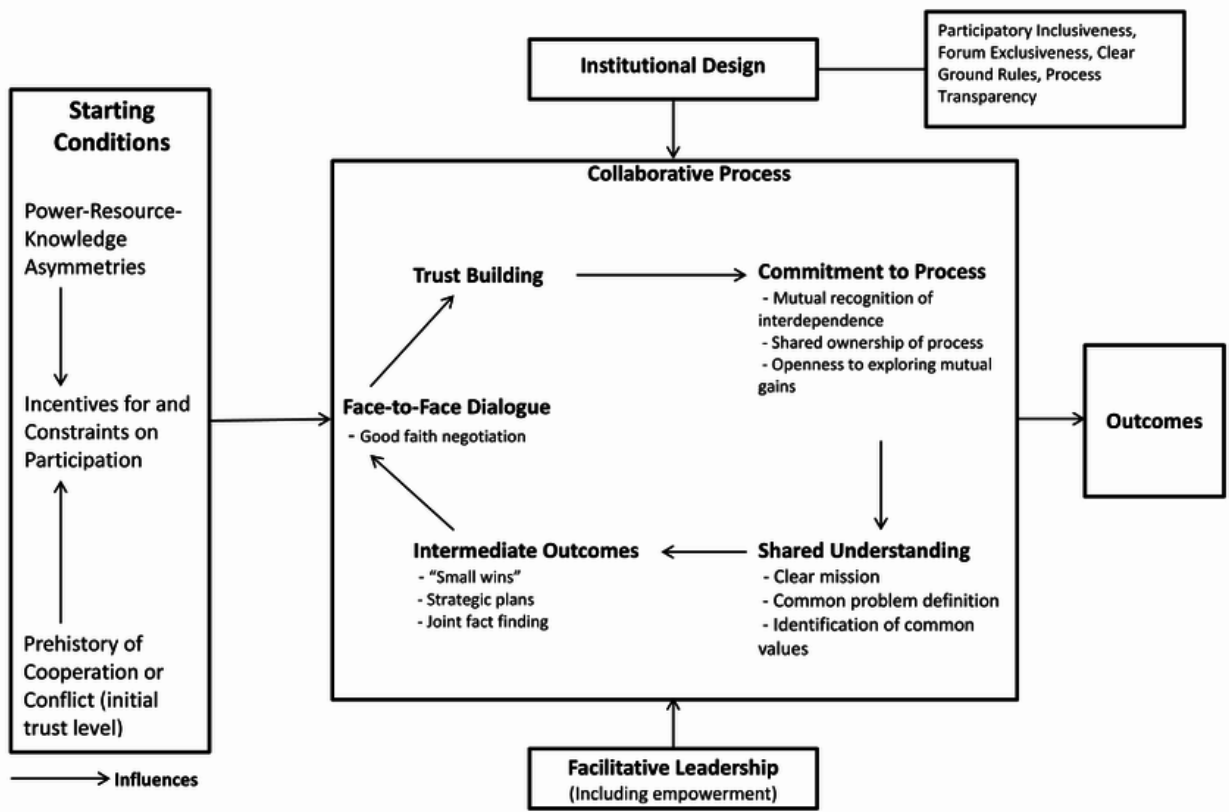 Participatory Inclusiveness,
Forum Exclusiveness, Clear
Ground Rules, Process
Transparency
Institutional Design
Starting
Conditions
Power-Resource-
Knowledge
Asymmetries
Incentives for and
Constraints on
Participation
Prehistory of
Cooperation or
Conflict (initial
trust level)
Influences
Collaborative Process
Trust Building
Commitment to Process
- Mutual recognition of
interdependence
- Shared ownership of process
- Openness to exploring mutual
gains
Face-to-Face Dialogue
- Good faith negotiation
Intermediate Outcomes
- “Small wins”
- Strategic plans
- Joint fact finding
Shared Understanding
- Clear mission
- Common problem definition
- Identification of common
values
Outcomes
Facilitative Leadership
(Including empowerment)